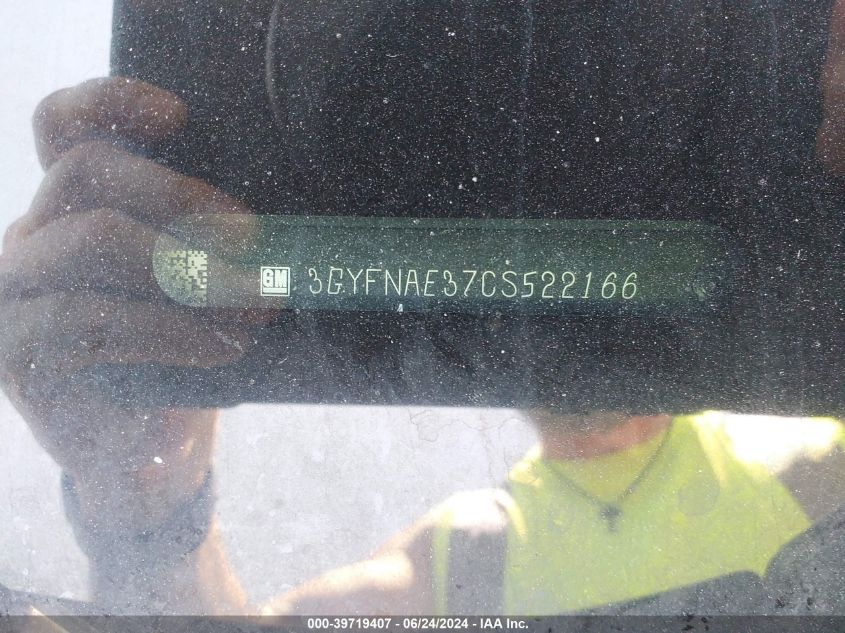 GM 3GYFNAE37CS522166
000-39719407 - 06/24/2024 - IAA Inc.